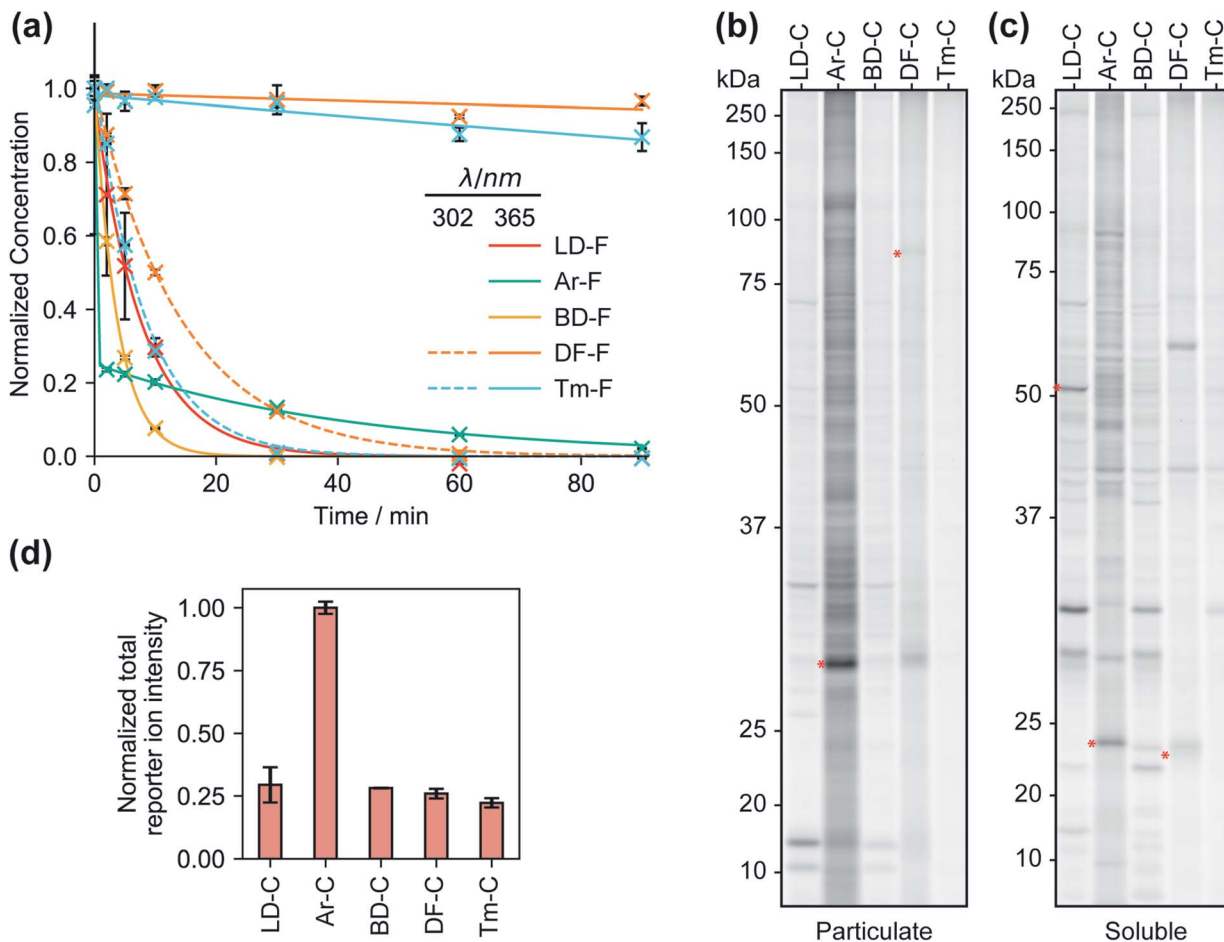 (a)
Normalized Concentration
1.0
0.8
0.6
0.4
0.2
0.0
0 20 40 60 80
Time / min
λ/nm
302 365
LD-F
Ar-F
BD-F
DF-F
Tm-F
(b)
LD-C Ar-C BD-C DF-C Tm-C
kDa
250
150
100
75
50
37
25
20
10
*
*
Particulate
(c)
LD-C Ar-C BD-C DF-C Tm-C
kDa
250
150
100
75
50
37
25
20
10
*
*
*
Soluble
(d)
Normalized total
reporter ion intensity
1.00
0.75
0.50
0.25
0.00
LD-C Ar-C BD-C DF-C Tm-C